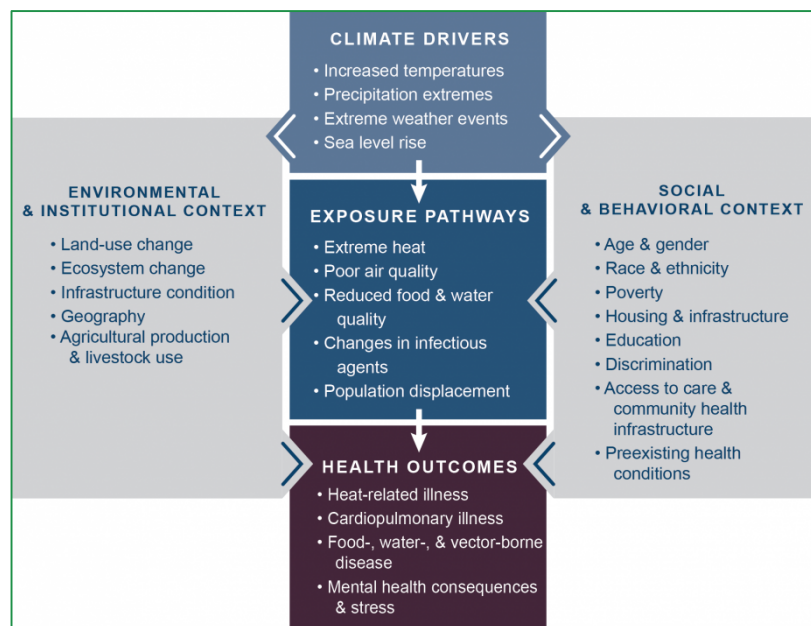 CLIMATE DRIVERS
• Increased temperatures
• Precipitation extremes
• Extreme weather events
• Sea level rise
ENVIRONMENTAL
& INSTITUTIONAL CONTEXT
• Land-use change
• Ecosystem change
• Infrastructure condition
• Geography
• Agricultural production
& livestock use
EXPOSURE PATHWAYS
• Extreme heat
• Poor air quality
• Reduced food & water
quality
• Changes in infectious
agents
• Population displacement
SOCIAL
& BEHAVIORAL CONTEXT
• Age & gender
• Race & ethnicity
• Poverty
• Housing & infrastructure
• Education
• Discrimination
• Access to care &
community health
infrastructure
• Preexisting health
conditions
HEALTH OUTCOMES
• Heat-related illness
• Cardiopulmonary illness
• Food-, water-, & vector-borne
disease
• Mental health consequences
& stress